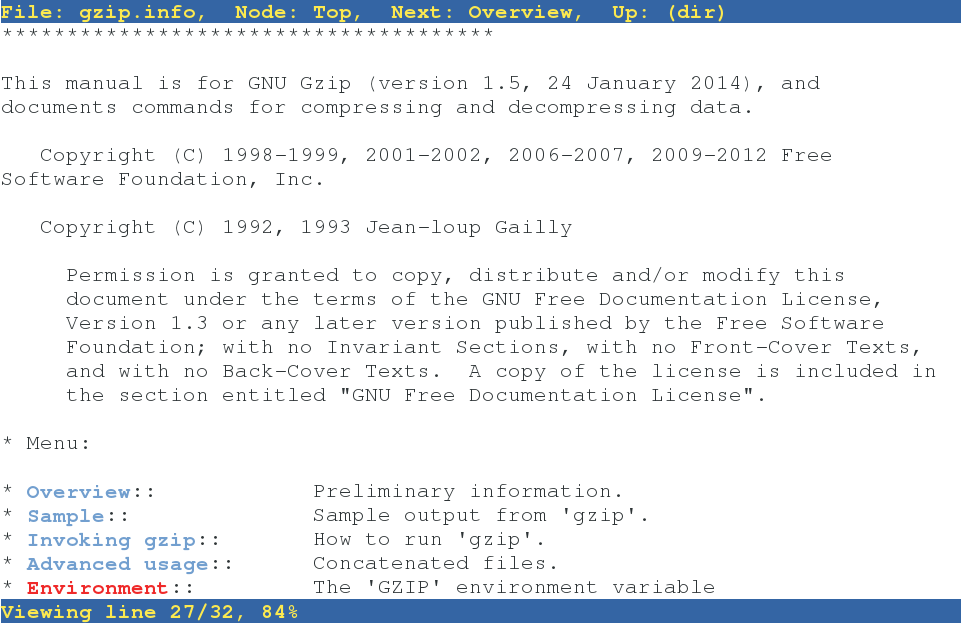 File: gzip.info,  Node: Top,  Next: Overview,  Up: (dir)
**************************************
This manual is for GNU Gzip (version 1.5, 24 January 2014), and
documents commands for compressing and decompressing data.
Copyright (C) 1998-1999, 2001-2002, 2006-2007, 2009-2012 Free
Software Foundation, Inc.
Copyright (C) 1992, 1993 Jean-loup Gailly
Permission is granted to copy, distribute and/or modify this
document under the terms of the GNU Free Documentation License,
Version 1.3 or any later version published by the Free Software
Foundation; with no Invariant Sections, with no Front-Cover Texts,
and with no Back-Cover Texts.  A copy of the license is included in
the section entitled "GNU Free Documentation License".
* Menu:
* Overview::              Preliminary information.
* Sample::                Sample output from 'gzip'.
* Invoking gzip::         How to run 'gzip'.
* Advanced usage::        Concatenated files.
* Environment::           The 'GZIP' environment variable
Viewing line 27/32, 84%